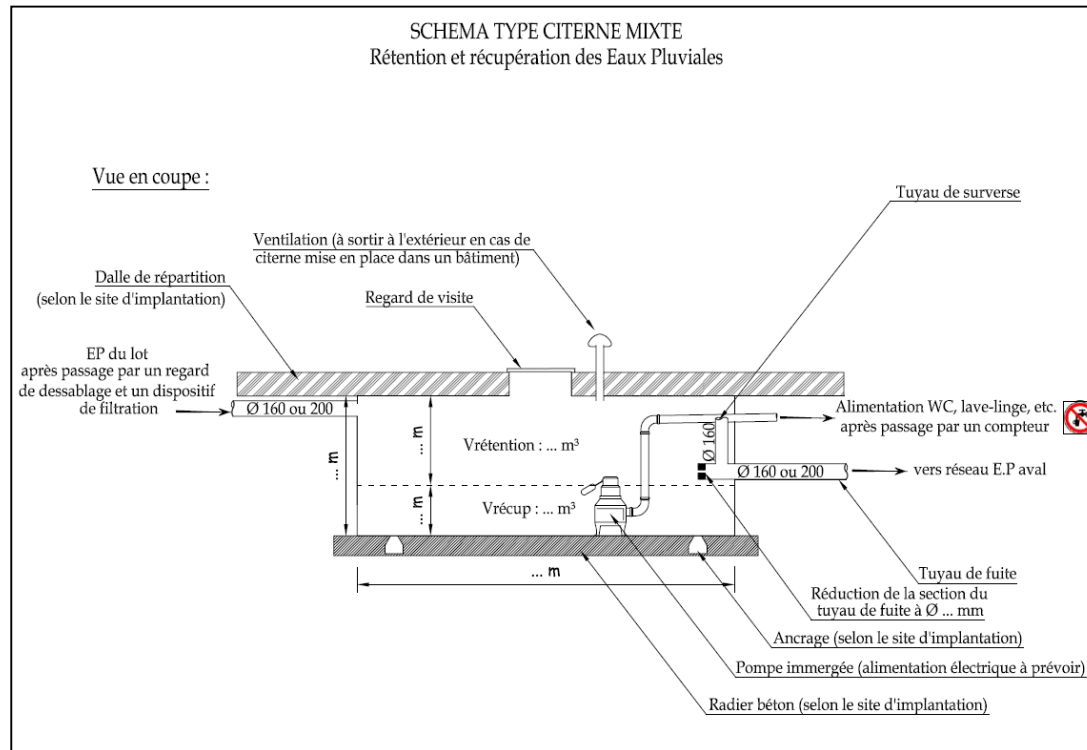 SCHEMA TYPE CITERNE MIXTE
Rétention et récupération des Eaux Pluviales
Vue en coupe :
Tuyau de surverse
Ventilation (à sortir à l'extérieur en cas de
citerne mise en place dans un bâtiment)
Dalle de répartition
(selon le site d'implantation)
Regard de visite
EP du lot
après passage par un regard
de dessablage et un dispositif
de filtration
Ø 160 ou 200
Alimentation WC, lave-linge, etc.
après passage par un compteur
... m
... m
Vrétention : ... m³
Ø 160
Ø 160 ou 200
vers réseau E.P aval
... m
Vrécup : ... m³
... m
Tuyau de fuite
Réduction de la section du
tuyau de fuite à Ø ... mm
Ancrage (selon le site d'implantation)
Pompe immergée (alimentation électrique à prévoir)
Radier béton (selon le site d'implantation)